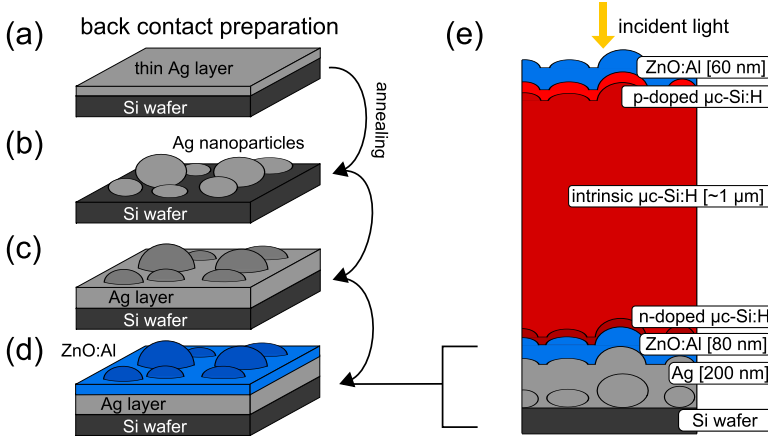 (a)
back contact preparation
thin Ag layer
Si wafer
annealing
(b)
Ag nanoparticles
Si wafer
(c)
Ag layer
Si wafer
(d)
ZnO:Al
Ag layer
Si wafer
(e)
incident light
ZnO:Al [60 nm]
p-doped µc-Si:H
intrinsic µc-Si:H [~1 µm]
n-doped µc-Si:H
ZnO:Al [80 nm]
Ag [200 nm]
Si wafer